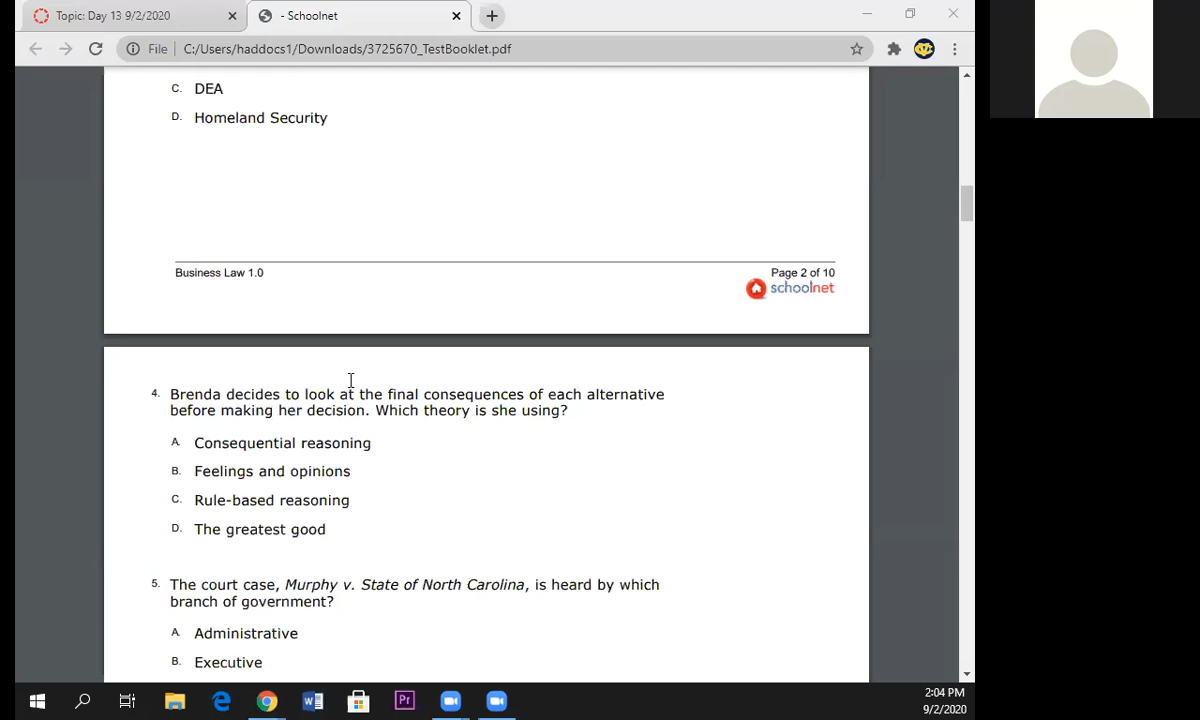 Topic: Day 13 9/2/2020
- Schoolnet
File
C:/Users/haddocs1/Downloads/3725670_TestBooklet.pdf
C. DEA
D. Homeland Security
Business Law 1.0
Page 2 of 10
schoolnet
4. Brenda decides to look at the final consequences of each alternative
before making her decision. Which theory is she using?
A. Consequential reasoning
B. Feelings and opinions
C. Rule-based reasoning
D. The greatest good
5. The court case, Murphy v. State of North Carolina, is heard by which
branch of government?
A. Administrative
B. Executive
W
Pr
2:04 PM
9/2/2020